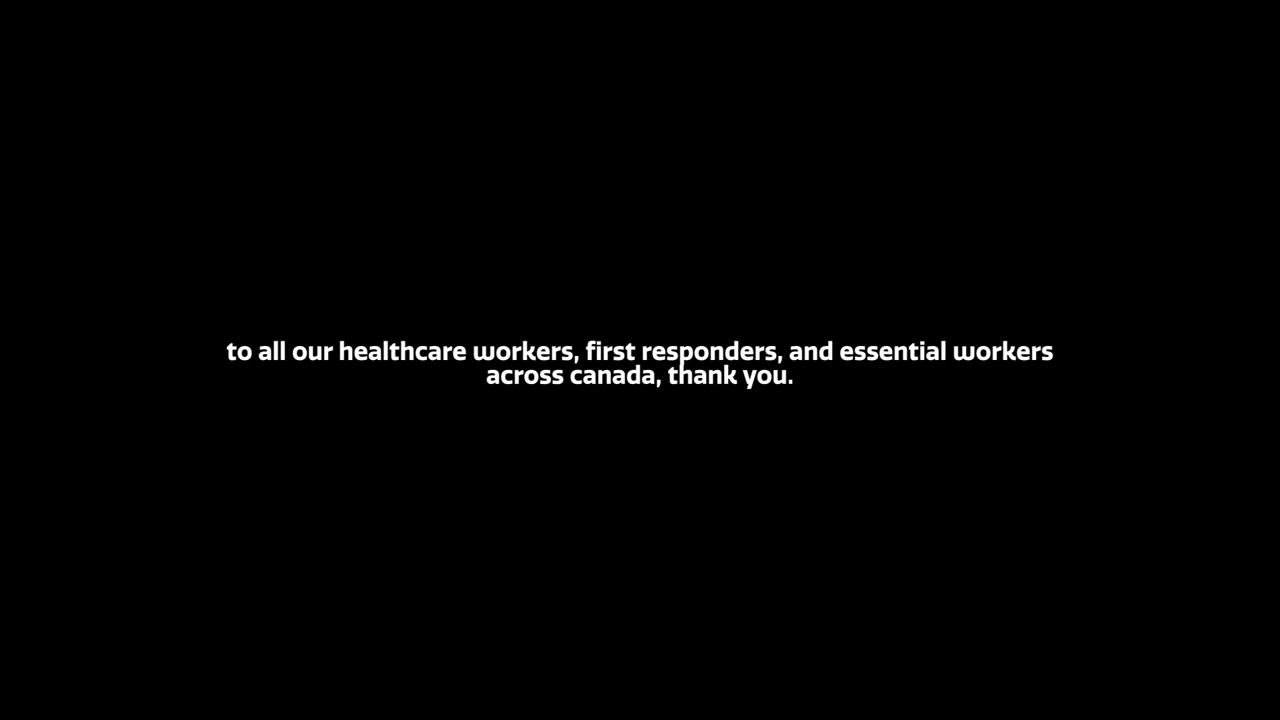 to all our healthcare workers, first responders, and essential workers
across canada, thank you.